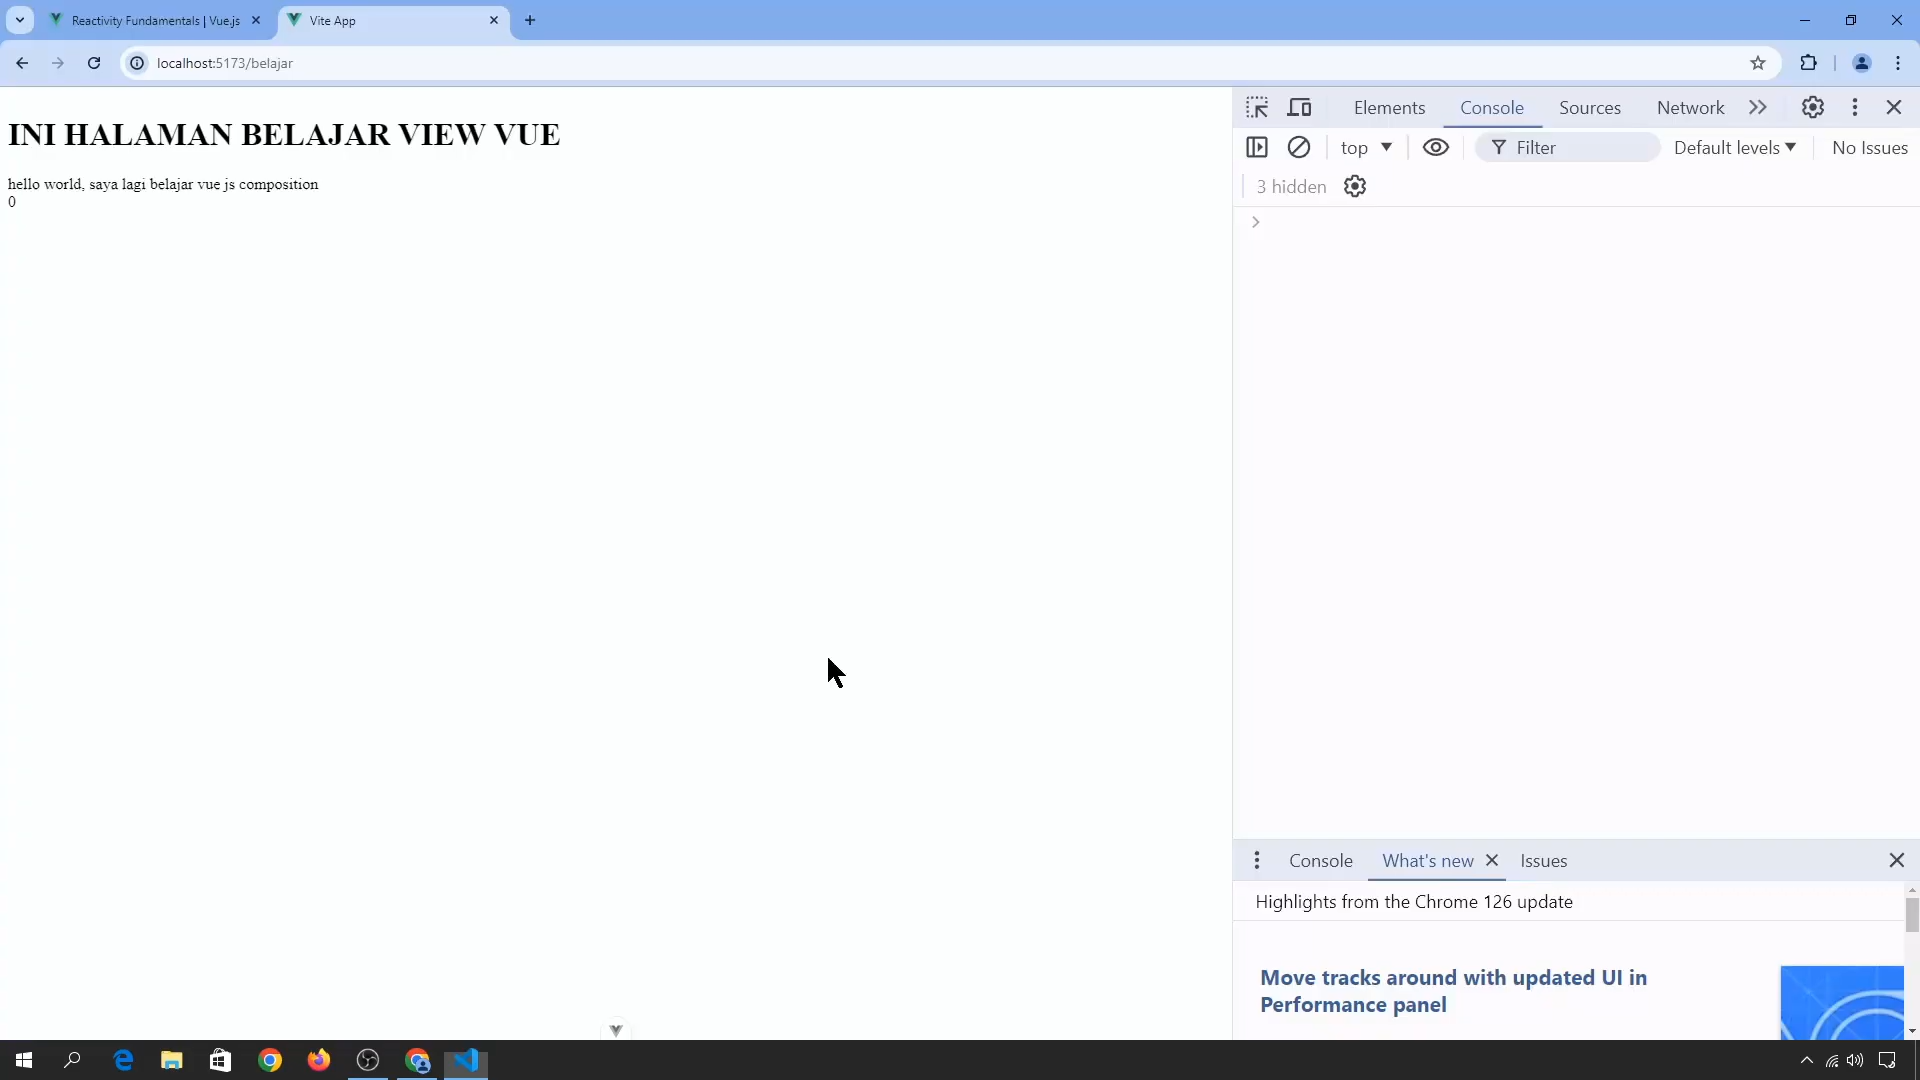 Reactivity Fundamentals | Vue.js
Vite App
localhost:5173/belajar
INI HALAMAN BELAJAR VIEW VUE
hello world, saya lagi belajar vue js composition
0
Elements
Console
Sources
Network
top
Filter
Default levels
No Issues
3 hidden
Console
What's new
Issues
Highlights from the Chrome 126 update
Move tracks around with updated UI in
Performance panel